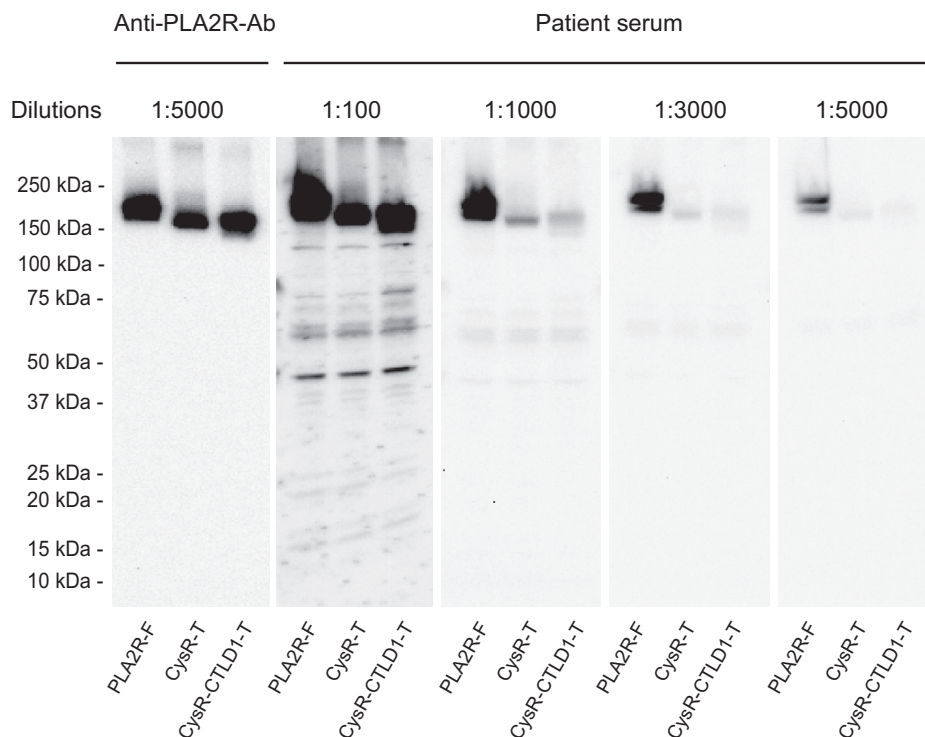 Anti-PLA2R-Ab Patient serum
Dilutions 1:5000 1:100 1:1000 1:3000 1:5000
250 kDa -
150 kDa -
100 kDa -
75 kDa -
50 kDa -
37 kDa -
25 kDa -
20 kDa -
15 kDa -
10 kDa -
PLA2R-F CysR-T CysR-CTLD1-T PLA2R-F CysR-T CysR-CTLD1-T PLA2R-F CysR-T CysR-CTLD1-T PLA2R-F CysR-T CysR-CTLD1-T PLA2R-F CysR-T CysR-CTLD1-T